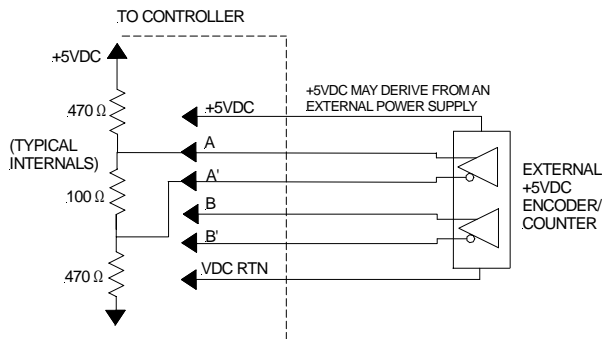 TO CONTROLLER
+5VDC
470 Ω
(TYPICAL
INTERNALS)
100 Ω
470 Ω
+5VDC
A
A'
B
B'
VDC RTN
+5VDC MAY DERIVE FROM AN
EXTERNAL POWER SUPPLY
EXTERNAL
+5VDC
ENCODER/
COUNTER